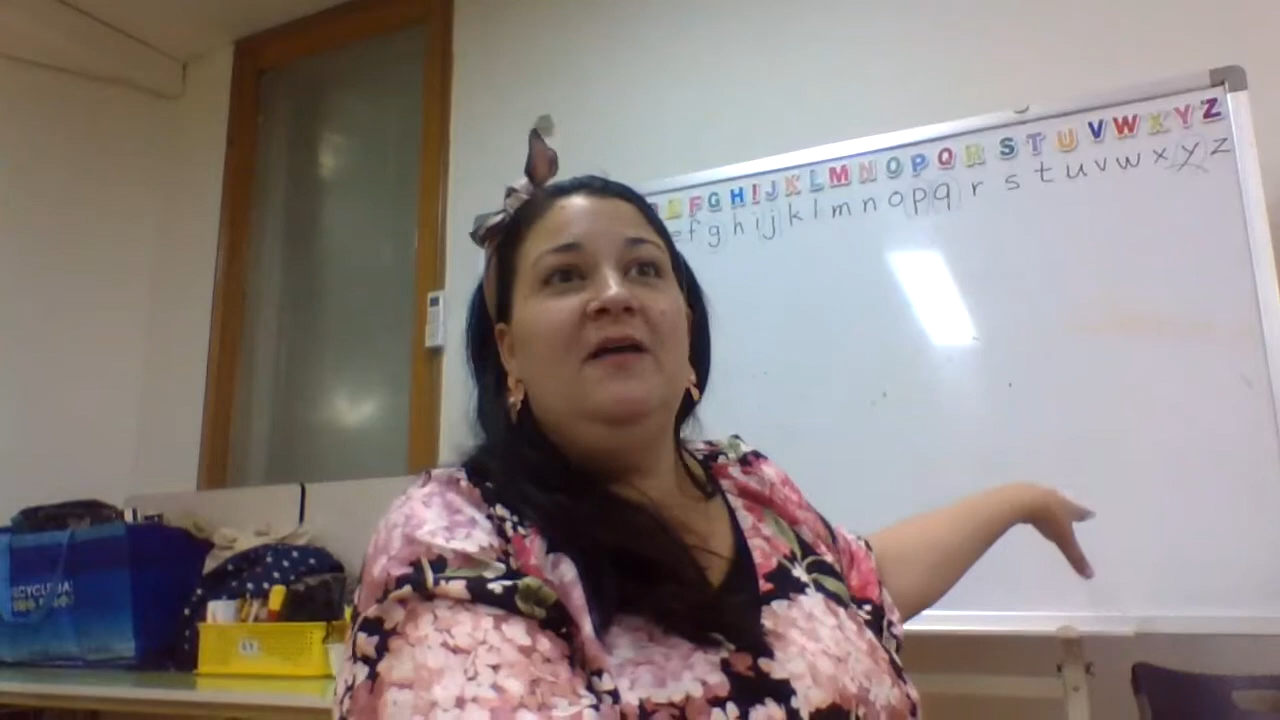 F G H I J K L M N O P Q R S T U V W X Y Z
e f g h i j k l m n o p q r s t u v w x y z